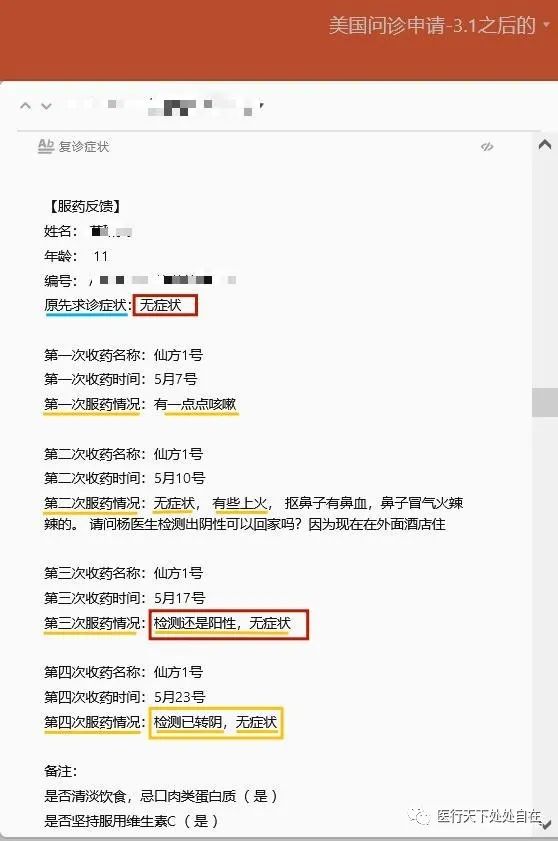 美国问诊申请-3.1之后的
Ab 复诊症状
【服药反馈】
姓名：
年龄： 11
编号：
原先求诊症状：无症状
第一次收药名称：仙方1号
第一次收药时间：5月7号
第一次服药情况：有一点点咳嗽
第二次收药名称：仙方1号
第二次收药时间：5月10号
第二次服药情况：无症状， 有些上火， 抠鼻子有鼻血，鼻子冒气火辣
辣的。 请问杨医生检测出阴性可以回家吗？因为现在在外面酒店住
第三次收药名称：仙方1号
第三次收药时间：5月17号
第三次服药情况：检测还是阳性，无症状
第四次收药名称：仙方1号
第四次收药时间：5月23号
第四次服药情况：检测已转阴，无症状
备注：
是否清淡饮食，忌口肉类蛋白质（ 是 ）
是否坚持服用维生素C（ 是 ）
医行天下处处自在